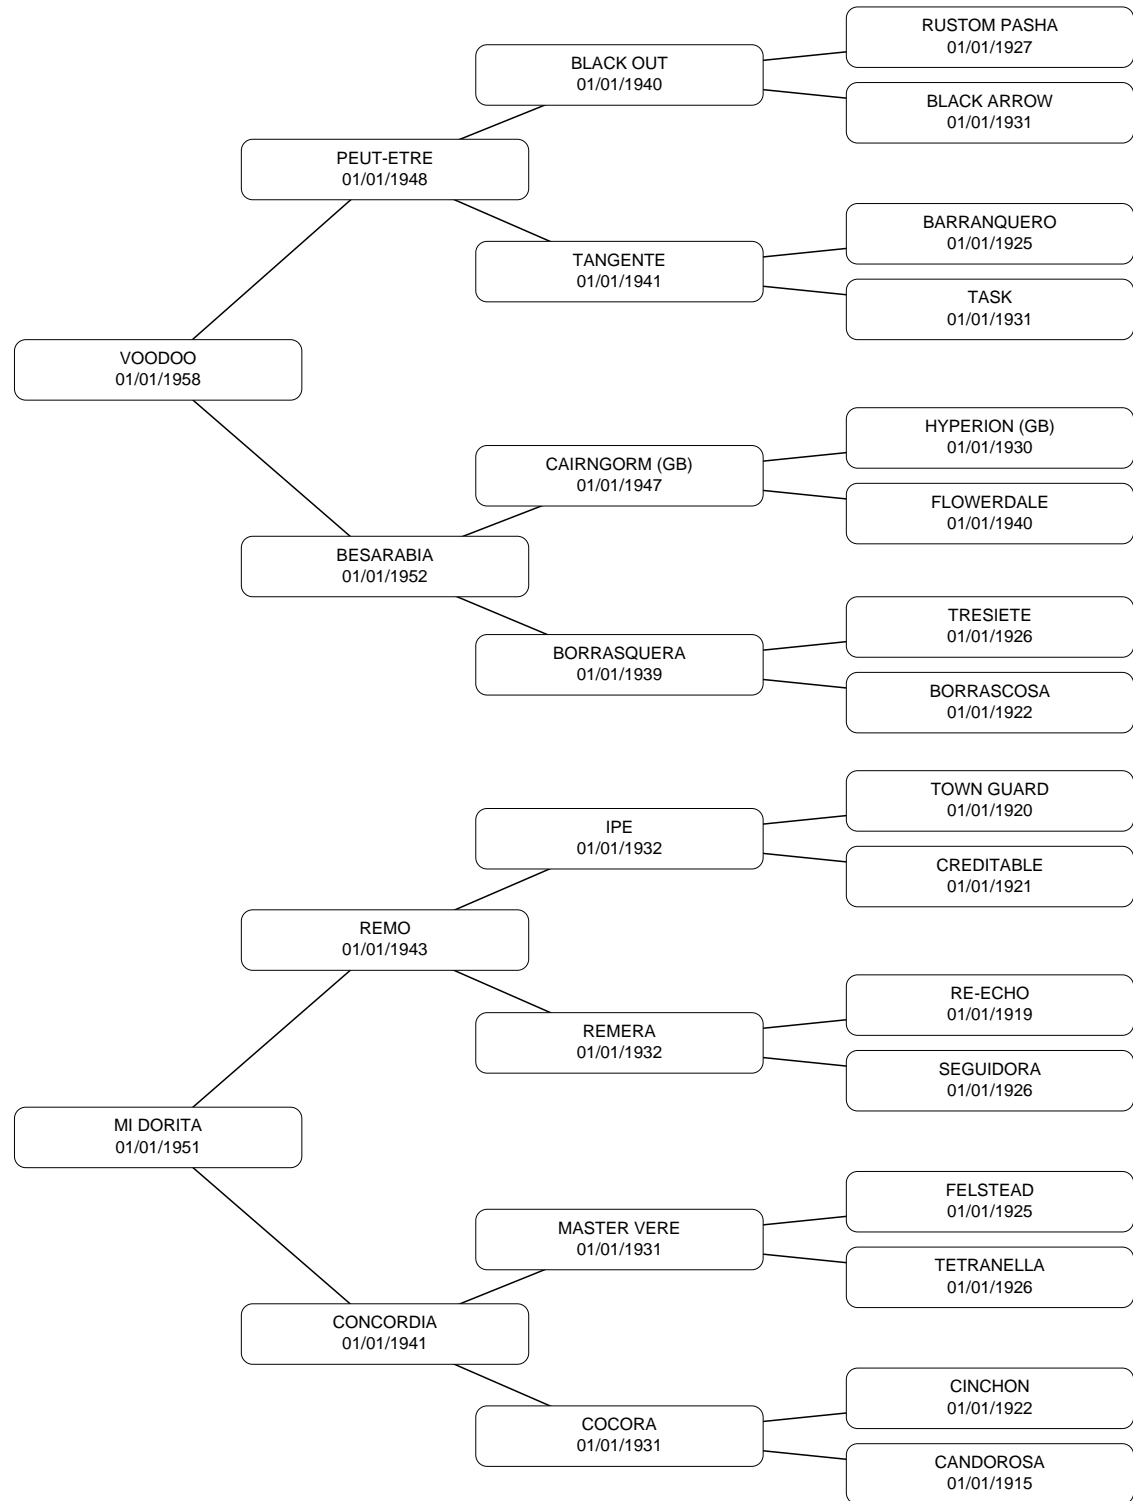 RUSTOM PASHA
01/01/1927
BLACK OUT
01/01/1940
BLACK ARROW
01/01/1931
PEUT-ETRE
01/01/1948
BARRANQUERO
01/01/1925
TANGENTE
01/01/1941
TASK
01/01/1931
VOODOO
01/01/1958
HYPERION (GB)
01/01/1930
CAIRNGORM (GB)
01/01/1947
FLOWERDALE
01/01/1940
BESARABIA
01/01/1952
TRESIETE
01/01/1926
BORRASQUERA
01/01/1939
BORRASCOSA
01/01/1922
TOWN GUARD
01/01/1920
IPE
01/01/1932
CREDITABLE
01/01/1921
REMO
01/01/1943
RE-ECHO
01/01/1919
REMERA
01/01/1932
SEGUIDORA
01/01/1926
MI DORITA
01/01/1951
FELSTEAD
01/01/1925
MASTER VERE
01/01/1931
TETRANELLA
01/01/1926
CONCORDIA
01/01/1941
CINCHON
01/01/1922
COCORA
01/01/1931
CANDOROSA
01/01/1915